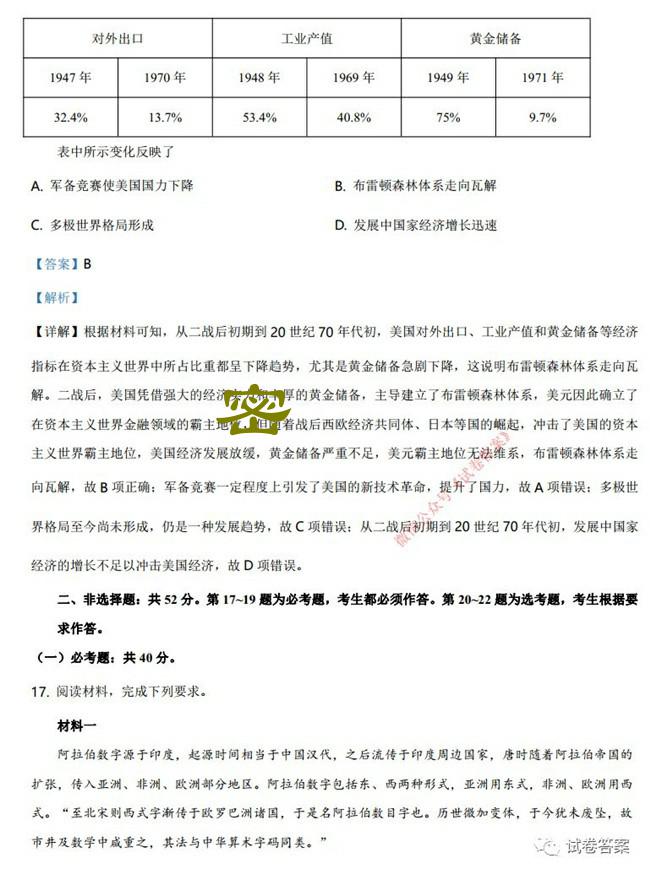 对外出口 工业产值 黄金储备
1947 年 1970 年 1948 年 1969 年 1949 年 1971 年
32.4% 13.7% 53.4% 40.8% 75% 9.7%
表中所示变化反映了
A. 军备竞赛使美国国力下降 B. 布雷顿森林体系走向瓦解
C. 多极世界格局形成 D. 发展中国家经济增长迅速
【答案】B
【解析】
【详解】根据材料可知，从二战后初期到 20 世纪 70 年代初，美国对外出口、工业产值和黄金储备等经济
指标在资本主义世界中所占比重都呈下降趋势，尤其是黄金储备急剧下降，这说明布雷顿森林体系走向瓦
解。二战后，美国凭借强大的经济 厚的黄金储备，主导建立了布雷顿森林体系，美元因此确立了
在资本主义世界金融领域的霸主地位，但随着战后西欧经济共同体、日本等国的崛起，冲击了美国的资本
主义世界霸主地位，美国经济发展放缓，黄金储备严重不足，美元霸主地位无法维系，布雷顿森林体系走
向瓦解，故 B 项正确；军备竞赛一定程度上引发了美国的新技术革命，提升了国力，故 A 项错误；多极世
界格局至今尚未形成，仍是一种发展趋势，故 C 项错误；从二战后初期到 20 世纪 70 年代初，发展中国家
经济的增长不足以冲击美国经济，故 D 项错误。
密
微信公众号《试卷答案》
二、非选择题：共 52 分。第 17~19 题为必考题，考生都必须作答。第 20~22 题为选考题，考生根据要
求作答。
（一）必考题：共 40 分。
17. 阅读材料，完成下列要求。
材料一
阿拉伯数字源于印度，起源时间相当于中国汉代，之后流传于印度周边国家，唐时随着阿拉伯帝国的
扩张，传入亚洲、非洲、欧洲部分地区。阿拉伯数字包括东、西两种形式，亚洲用东式，非洲、欧洲用西
式。“至北宋则西式字渐传于欧罗巴洲诸国，于是名阿拉伯数目字也。历世微加变体，于今犹未废坠，故
市井及数学中咸重之，其法与中华算术字码同类。”
试卷答案